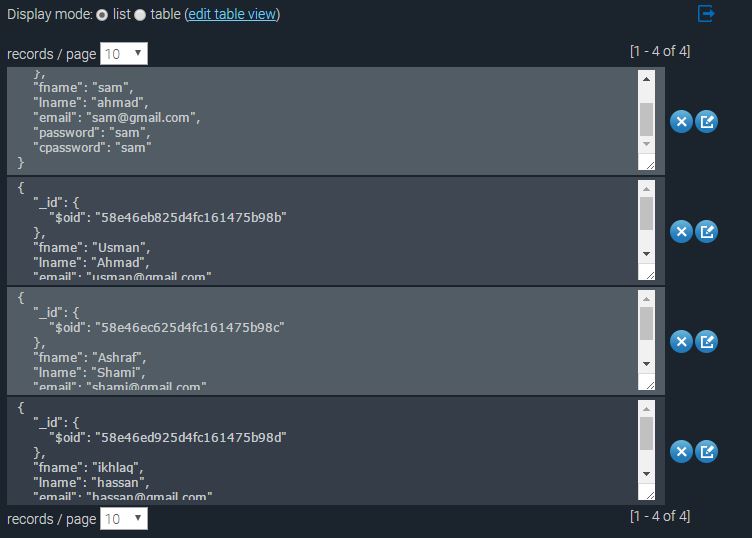 Display mode: list table (edit table view)
records / page 10 [1 - 4 of 4]
},
"fname": "sam",
"lname": "ahmad",
"email": "sam@gmail.com",
"password": "sam",
"cpassword": "sam"
}
{
"_id": {
"$oid": "58e46eb825d4fc161475b98b"
},
"fname": "Usman",
"lname": "Ahmad",
"email": "usman@gmail.com"
{
"_id": {
"$oid": "58e46ec625d4fc161475b98c"
},
"fname": "Ashraf",
"lname": "Shami",
"email": "shami@gmail.com"
{
"_id": {
"$oid": "58e46ed925d4fc161475b98d"
},
"fname": "ikhlaq",
"lname": "hassan",
"email": "hassan@gmail.com"
records / page 10 [1 - 4 of 4]